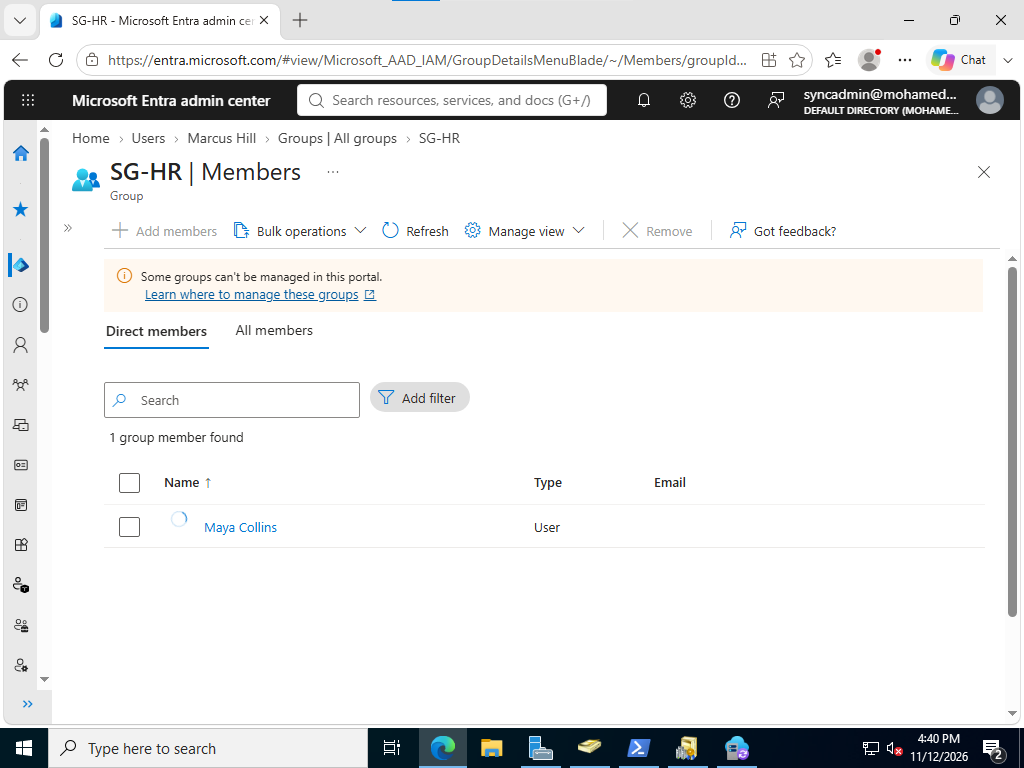 SG-HR - Microsoft Entra admin cer
https://entra.microsoft.com/#view/Microsoft_AAD_IAM/GroupDetailsMenuBlade/~/Members/groupId...
Chat
Microsoft Entra admin center
Search resources, services, and docs (G+/)
syncadmin@mohamed...
DEFAULT DIRECTORY (MOHAME...
Home › Users › Marcus Hill › Groups | All groups › SG-HR
SG-HR | Members ...
Group
Add members
Bulk operations
Refresh
Manage view
Remove
Got feedback?
Some groups can't be managed in this portal.
Learn where to manage these groups
Direct members
All members
Search
Add filter
1 group member found
Name ↑
Type
Email
Maya Collins
User
Type here to search
4:40 PM
11/12/2026
2